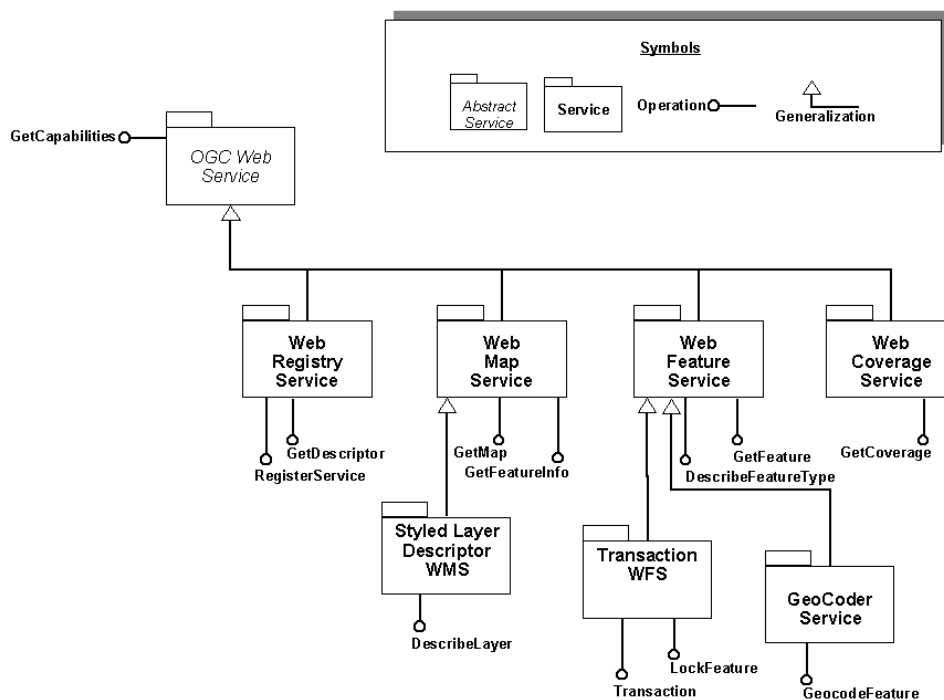 Symbols
Abstract
Service
Service
Operation
Generalization
GetCapabilities
OGC Web
Service
Web
Registry
Service
Web
Map
Service
Web
Feature
Service
Web
Coverage
Service
GetDescriptor
RegisterService
GetMap
GetFeatureInfo
GetFeature
DescribeFeatureType
GetCoverage
Styled Layer
Descriptor
WMS
Transaction
WFS
GeoCoder
Service
DescribeLayer
LockFeature
Transaction
GeocodeFeature